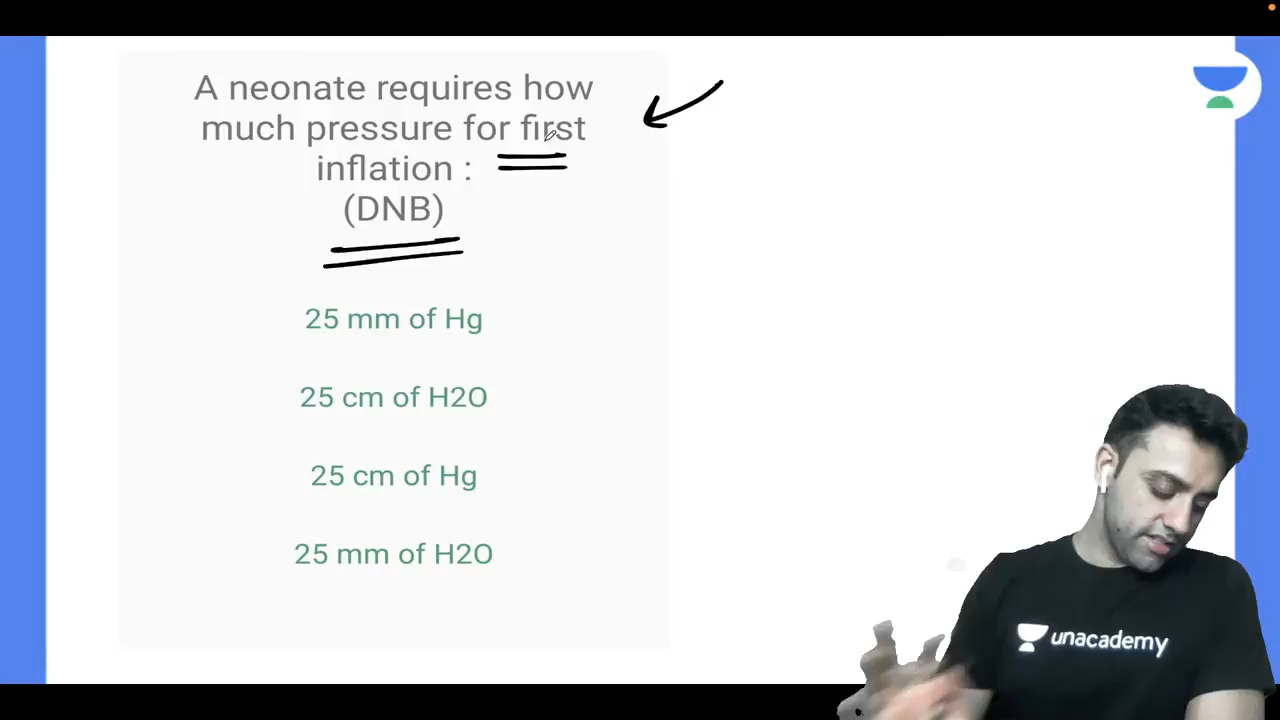 A neonate requires how
much pressure for first
inflation :
(DNB)
25 mm of Hg
25 cm of H2O
25 cm of Hg
25 mm of H2O
unacademy